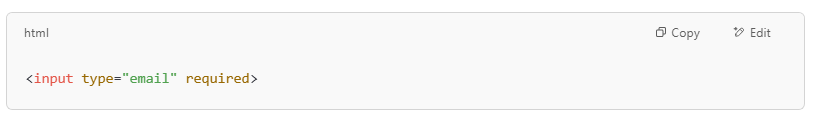 html
Copy
Edit
<input type="email" required>